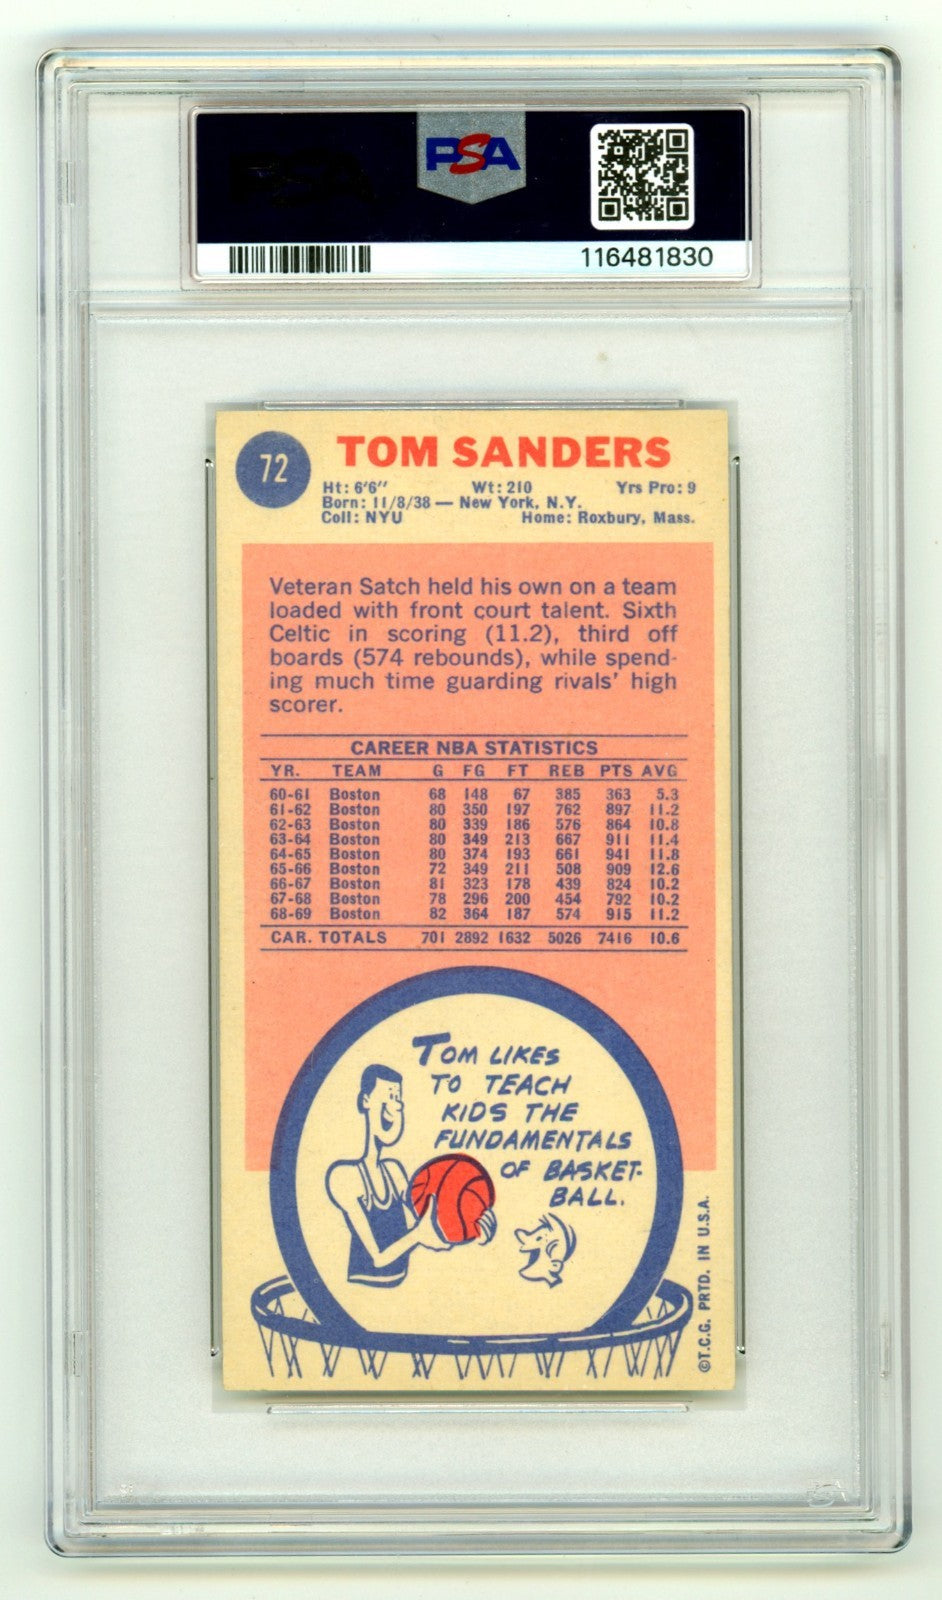 PSA
116481830
72
TOM SANDERS
Ht: 6'6" Wt: 210 Yrs Pro: 9
Born: 11/8/38 — New York, N.Y.
Coll: NYU Home: Roxbury, Mass.
Veteran Satch held his own on a team
loaded with front court talent. Sixth
Celtic in scoring (11.2), third off
boards (574 rebounds), while spend-
ing much time guarding rivals' high
scorer.
CAREER NBA STATISTICS
YR. TEAM G FG FT REB PTS AVG
60-61 Boston 68 148 67 385 363 5.3
61-62 Boston 80 350 197 762 897 11.2
62-63 Boston 80 339 186 576 864 10.8
63-64 Boston 80 349 213 667 911 11.4
64-65 Boston 80 374 193 661 941 11.8
65-66 Boston 72 349 211 508 909 12.6
66-67 Boston 81 323 178 439 824 10.2
67-68 Boston 78 296 200 454 792 10.2
68-69 Boston 82 364 187 574 915 11.2
CAR. TOTALS 701 2892 1632 5026 7416 10.6
TOM LIKES
TO TEACH
KIDS THE
FUNDAMENTALS
OF BASKET-
BALL.
©T.C.G. PRTD. IN U.S.A.